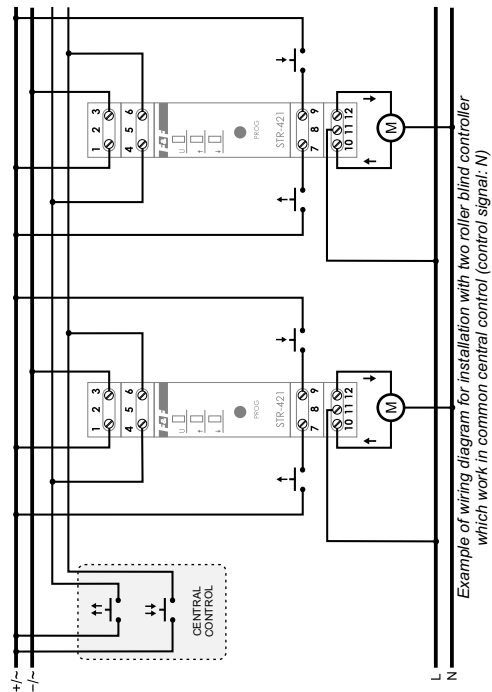 +/~
−/~
CENTRAL
CONTROL
1 2 3
4 5 6
F&F
U
↑
↓
PROG
STR-421
7 8 9
10 11 12
M
1 2 3
4 5 6
F&F
U
↑
↓
PROG
STR-421
7 8 9
10 11 12
M
L
N
Example of wiring diagram for installation with two roller blind controller
which work in common central control (control signal: N)